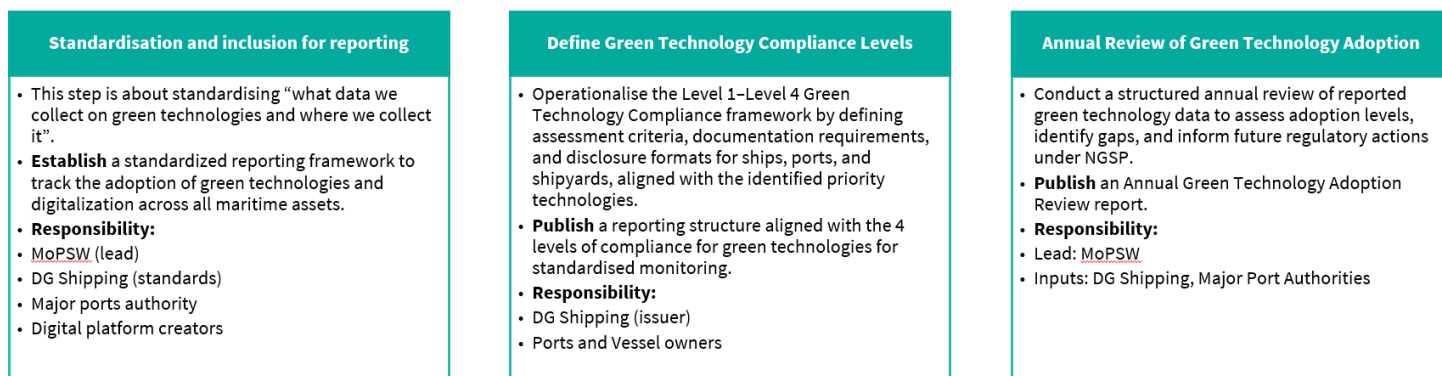 Standardisation and inclusion for reporting
• This step is about standardising “what data we
collect on green technologies and where we collect
it”.
• Establish a standardized reporting framework to
track the adoption of green technologies and
digitalization across all maritime assets.
• Responsibility:
• MoPSW (lead)
• DG Shipping (standards)
• Major ports authority
• Digital platform creators
Define Green Technology Compliance Levels
• Operationalise the Level 1–Level 4 Green
Technology Compliance framework by defining
assessment criteria, documentation requirements,
and disclosure formats for ships, ports, and
shipyards, aligned with the identified priority
technologies.
• Publish a reporting structure aligned with the 4
levels of compliance for green technologies for
standardised monitoring.
• Responsibility:
• DG Shipping (issuer)
• Ports and Vessel owners
Annual Review of Green Technology Adoption
• Conduct a structured annual review of reported
green technology data to assess adoption levels,
identify gaps, and inform future regulatory actions
under NGSP.
• Publish an Annual Green Technology Adoption
Review report.
• Responsibility:
• Lead: MoPSW
• Inputs: DG Shipping, Major Port Authorities